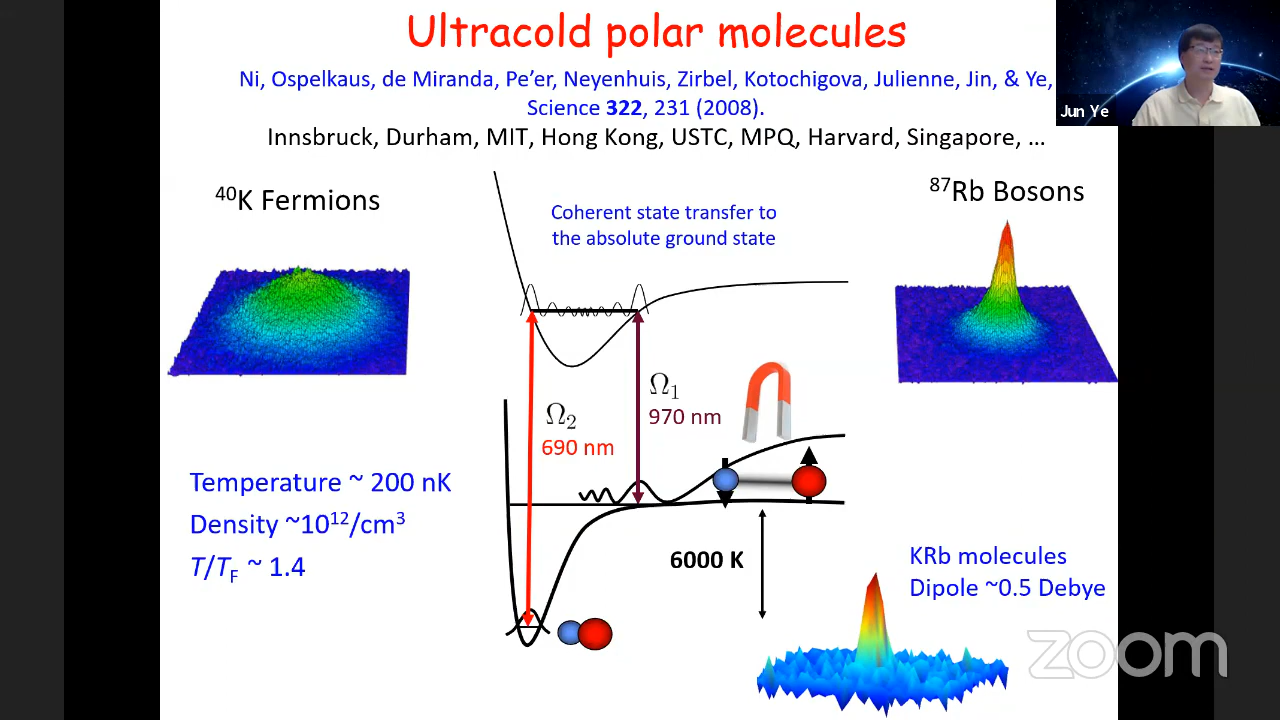 Ultracold polar molecules
Ni, Ospelkaus, de Miranda, Pe'er, Neyenhuis, Zirbel, Kotochigova, Julienne, Jin, & Ye,
Science 322, 231 (2008).
Innsbruck, Durham, MIT, Hong Kong, USTC, MPQ, Harvard, Singapore, …
Jun Ye
⁴⁰K Fermions
⁸⁷Rb Bosons
Coherent state transfer to
the absolute ground state
Ω₁
970 nm
Ω₂
690 nm
Temperature ~ 200 nK
Density ~10¹²/cm³
T/T_F ~ 1.4
6000 K
KRb molecules
Dipole ~0.5 Debye
zoom